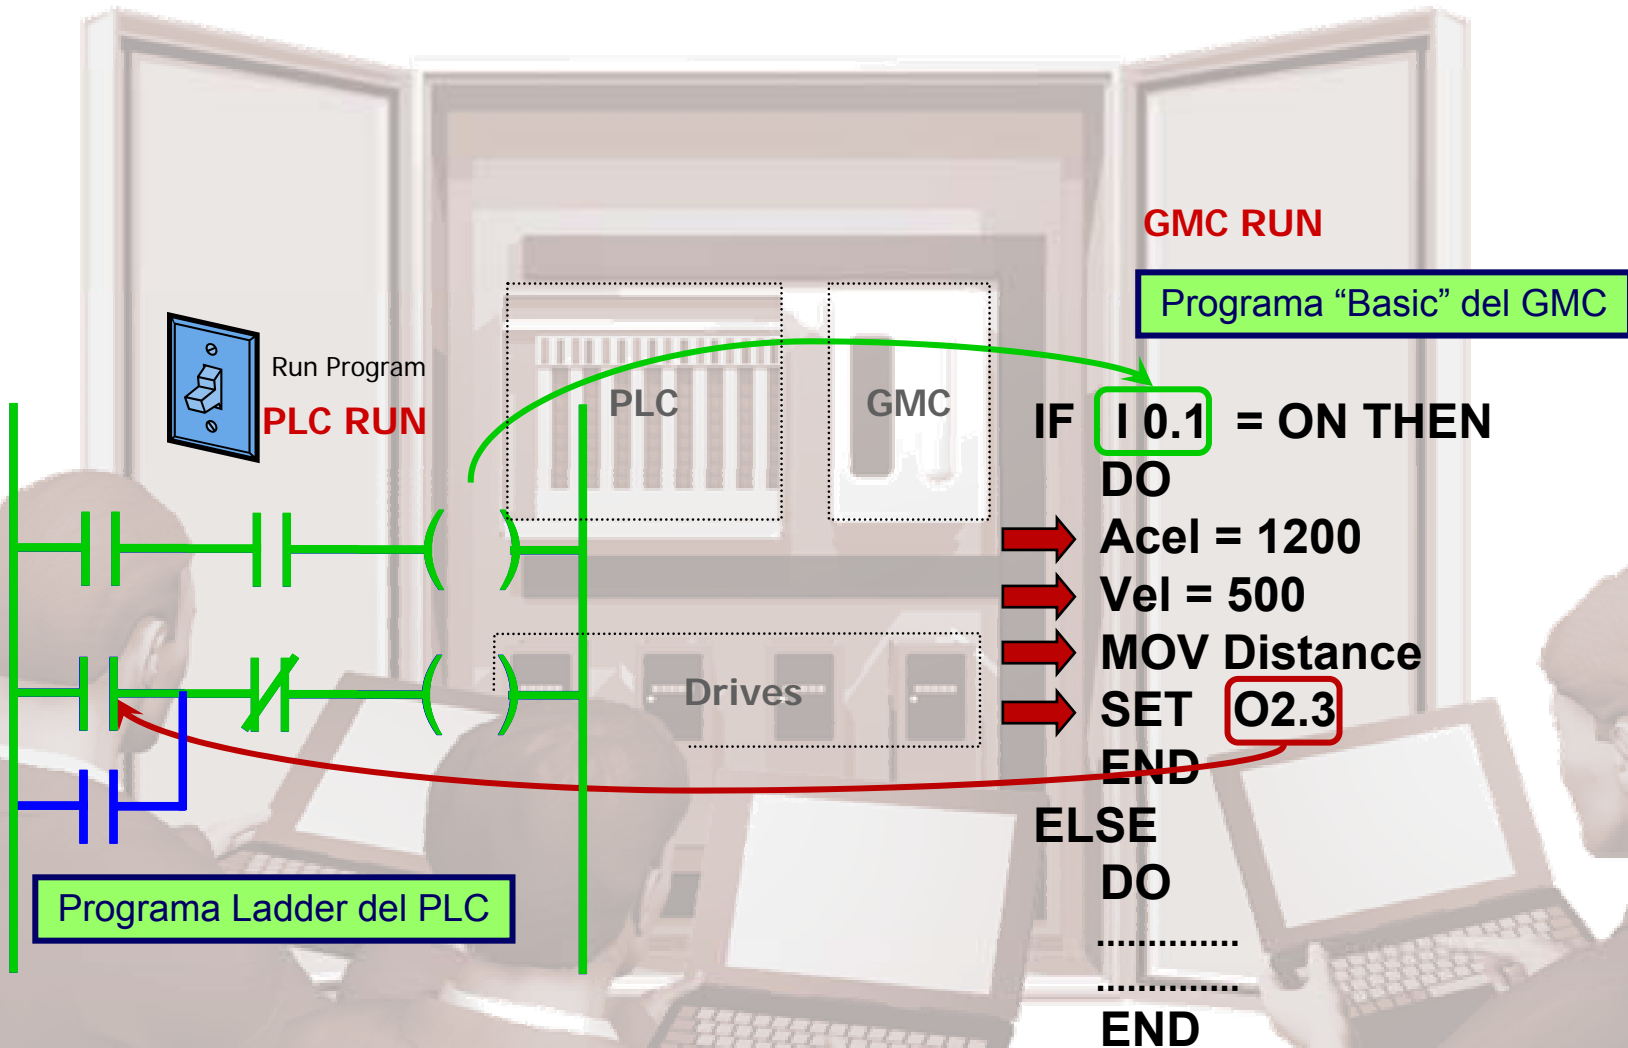 GMC RUN
Programa “Basic” del GMC
Run Program
PLC RUN
PLC
GMC
Drives
IF I 0.1 = ON THEN
DO
Acel = 1200
Vel = 500
MOV Distance
SET O2.3
END
ELSE
DO
..............
..............
END
Programa Ladder del PLC